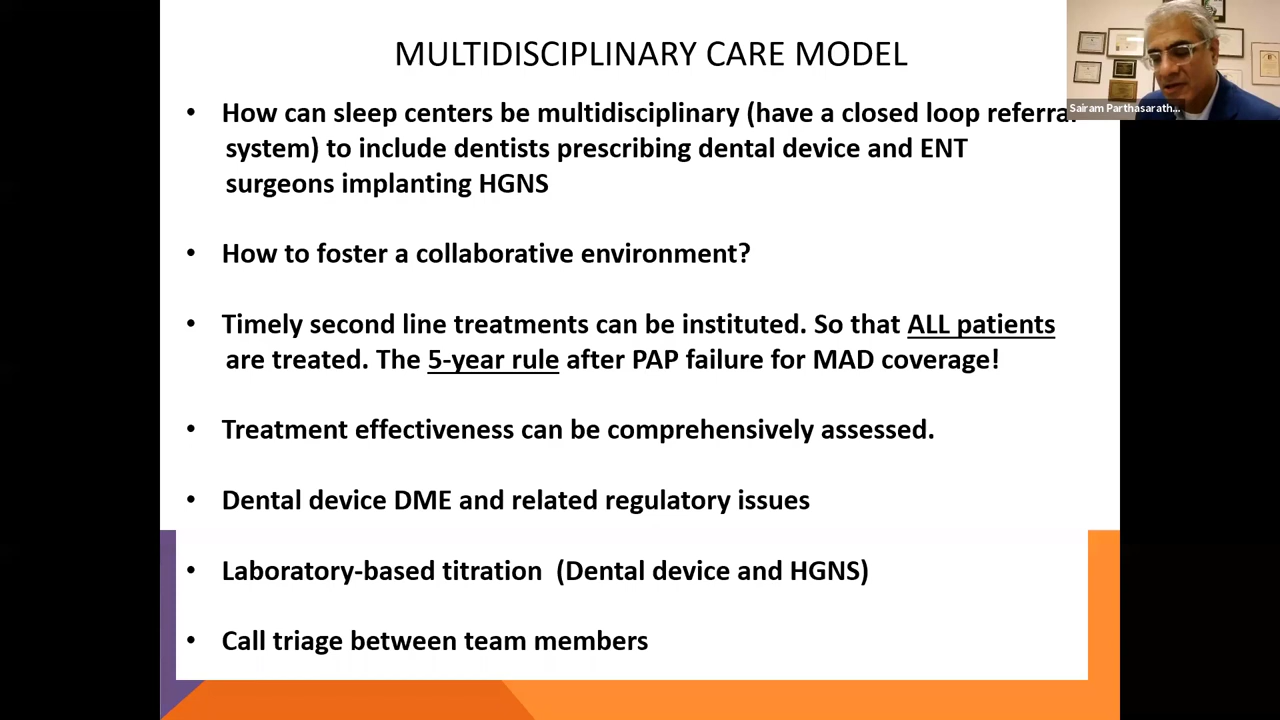 MULTIDISCIPLINARY CARE MODEL
Sairam Parthasarath...
• How can sleep centers be multidisciplinary (have a closed loop referral
system) to include dentists prescribing dental device and ENT
surgeons implanting HGNS
• How to foster a collaborative environment?
• Timely second line treatments can be instituted. So that ALL patients
are treated. The 5-year rule after PAP failure for MAD coverage!
• Treatment effectiveness can be comprehensively assessed.
• Dental device DME and related regulatory issues
• Laboratory-based titration (Dental device and HGNS)
• Call triage between team members